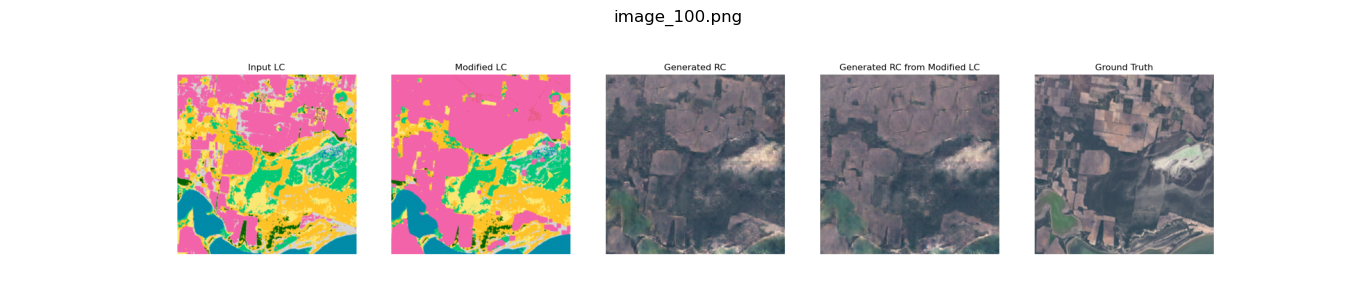 image_100.png
Input LC
Modified LC
Generated RC
Generated RC from Modified LC
Ground Truth